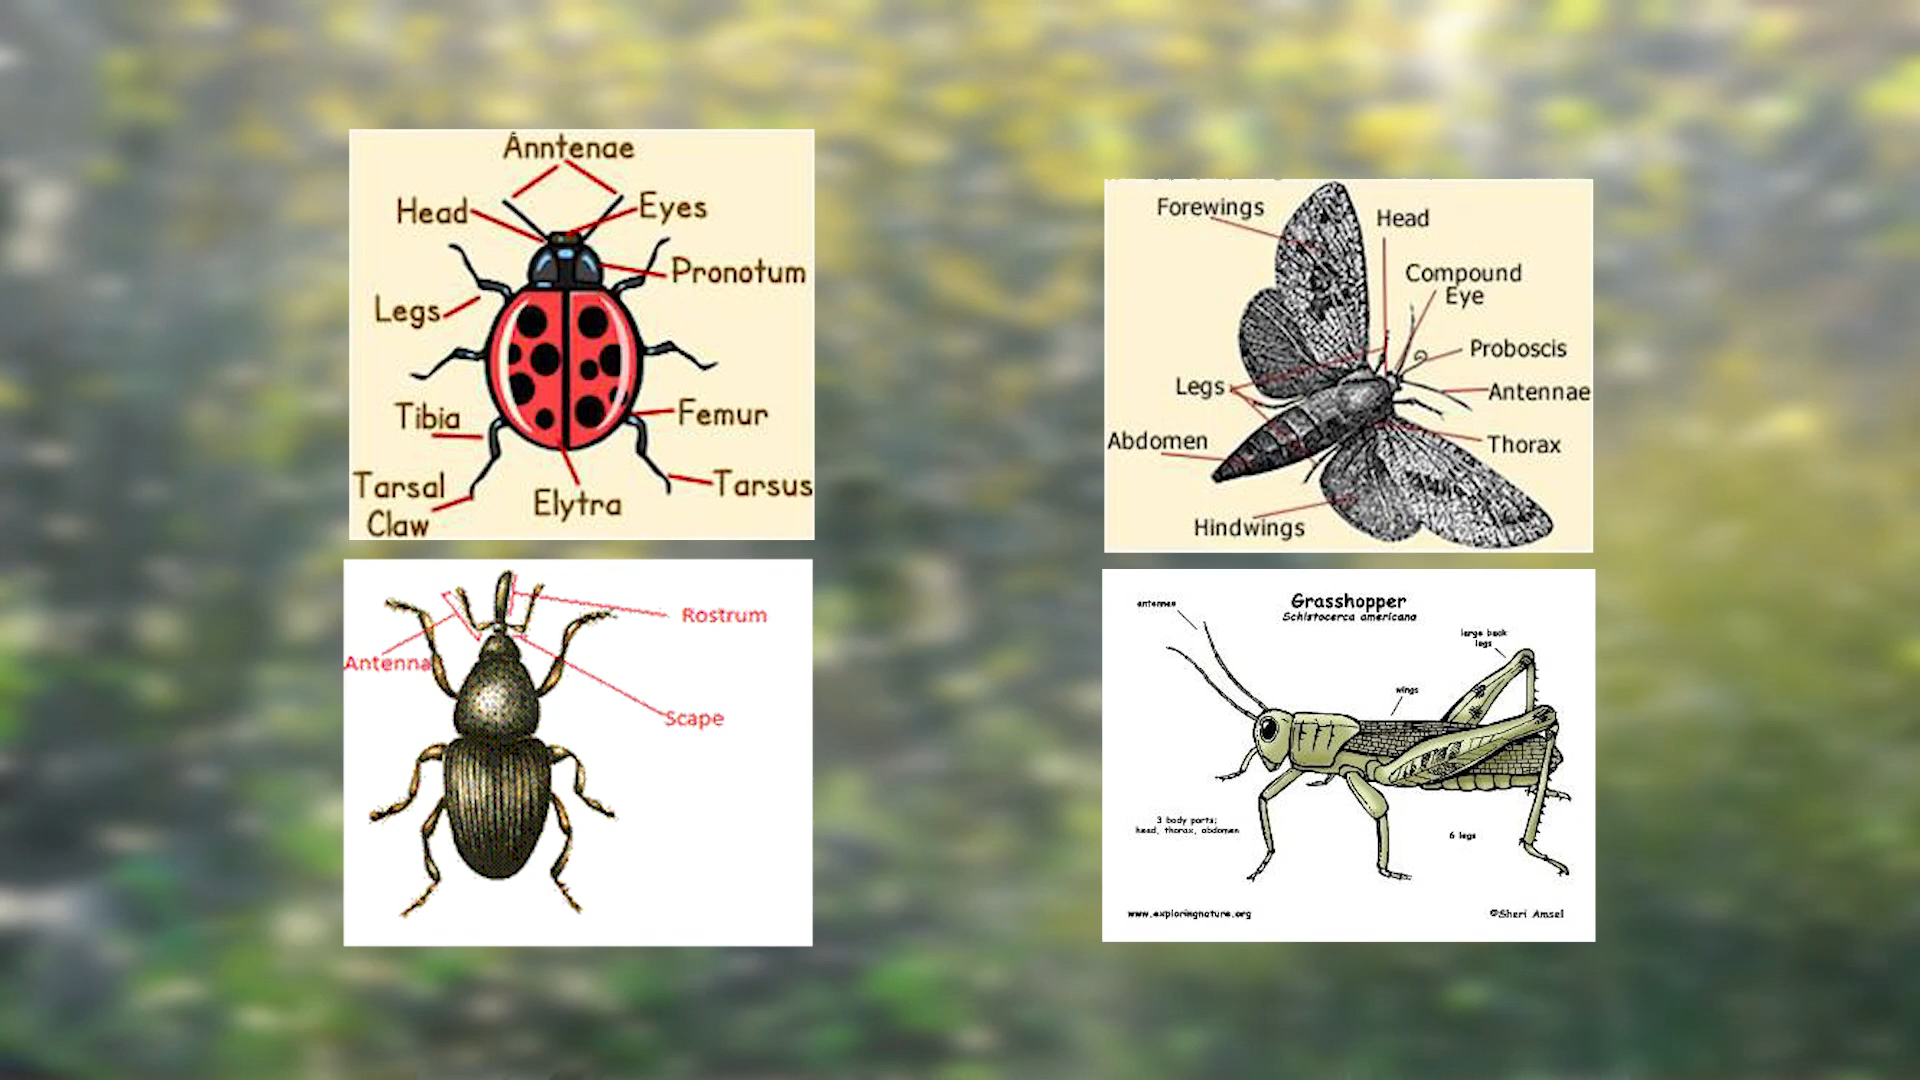 Anntenae
Head
Eyes
Pronotum
Legs
Tibia
Femur
Tarsal
Claw
Elytra
Tarsus
Forewings
Head
Compound
Eye
Proboscis
Legs
Antennae
Abdomen
Thorax
Hindwings
Rostrum
Antenna
Scape
Grasshopper
Schistocerca americana
antennes
large back
legs
wings
3 body parts;
head, thorax, abdomen
6 legs
www.exploringnature.org
©Sheri Amsel